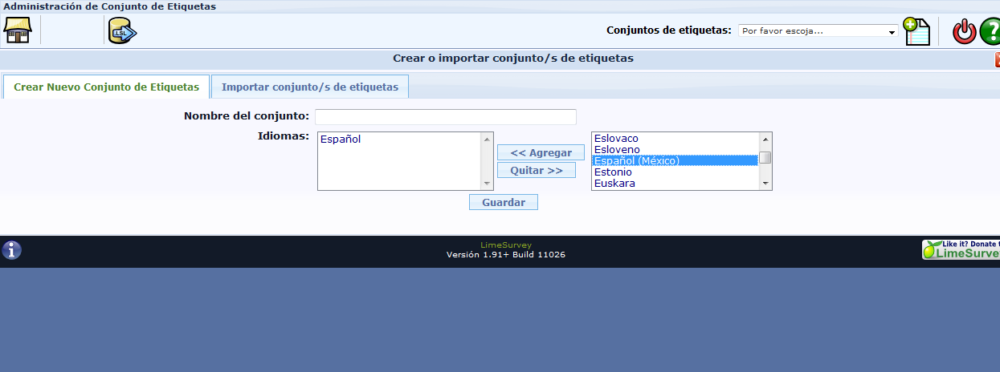 Administración de Conjunto de Etiquetas
.LSL
Conjuntos de etiquetas: Por favor escoja...
Crear o importar conjunto/s de etiquetas
Crear Nuevo Conjunto de Etiquetas Importar conjunto/s de etiquetas
Nombre del conjunto:
Idiomas: Español
<< Agregar
Quitar >>
Eslovaco
Esloveno
Español (México)
Estonio
Euskara
Guardar
LimeSurvey
Versión 1.91+ Build 11026
Like it? Donate t
LimeSurve